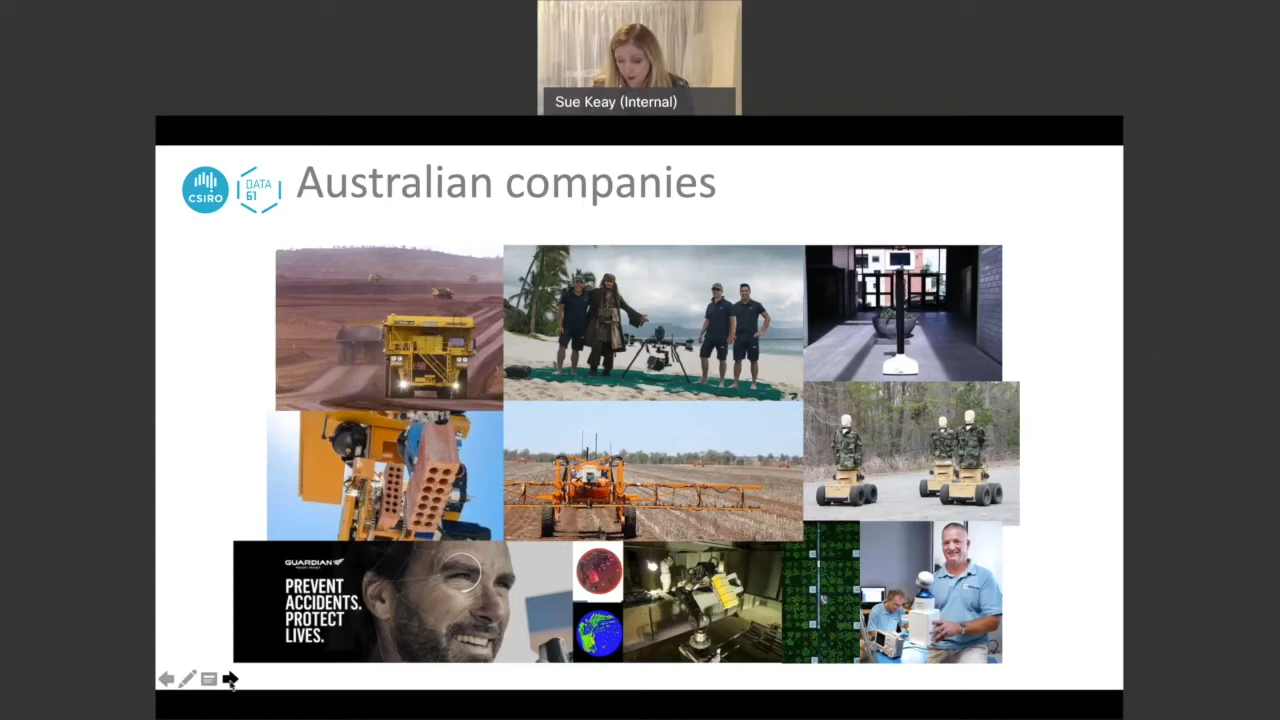 Sue Keay (Internal)
CSIRO
DATA
61
Australian companies
GUARDIAN
PREVENT
ACCIDENTS.
PROTECT
LIVES.